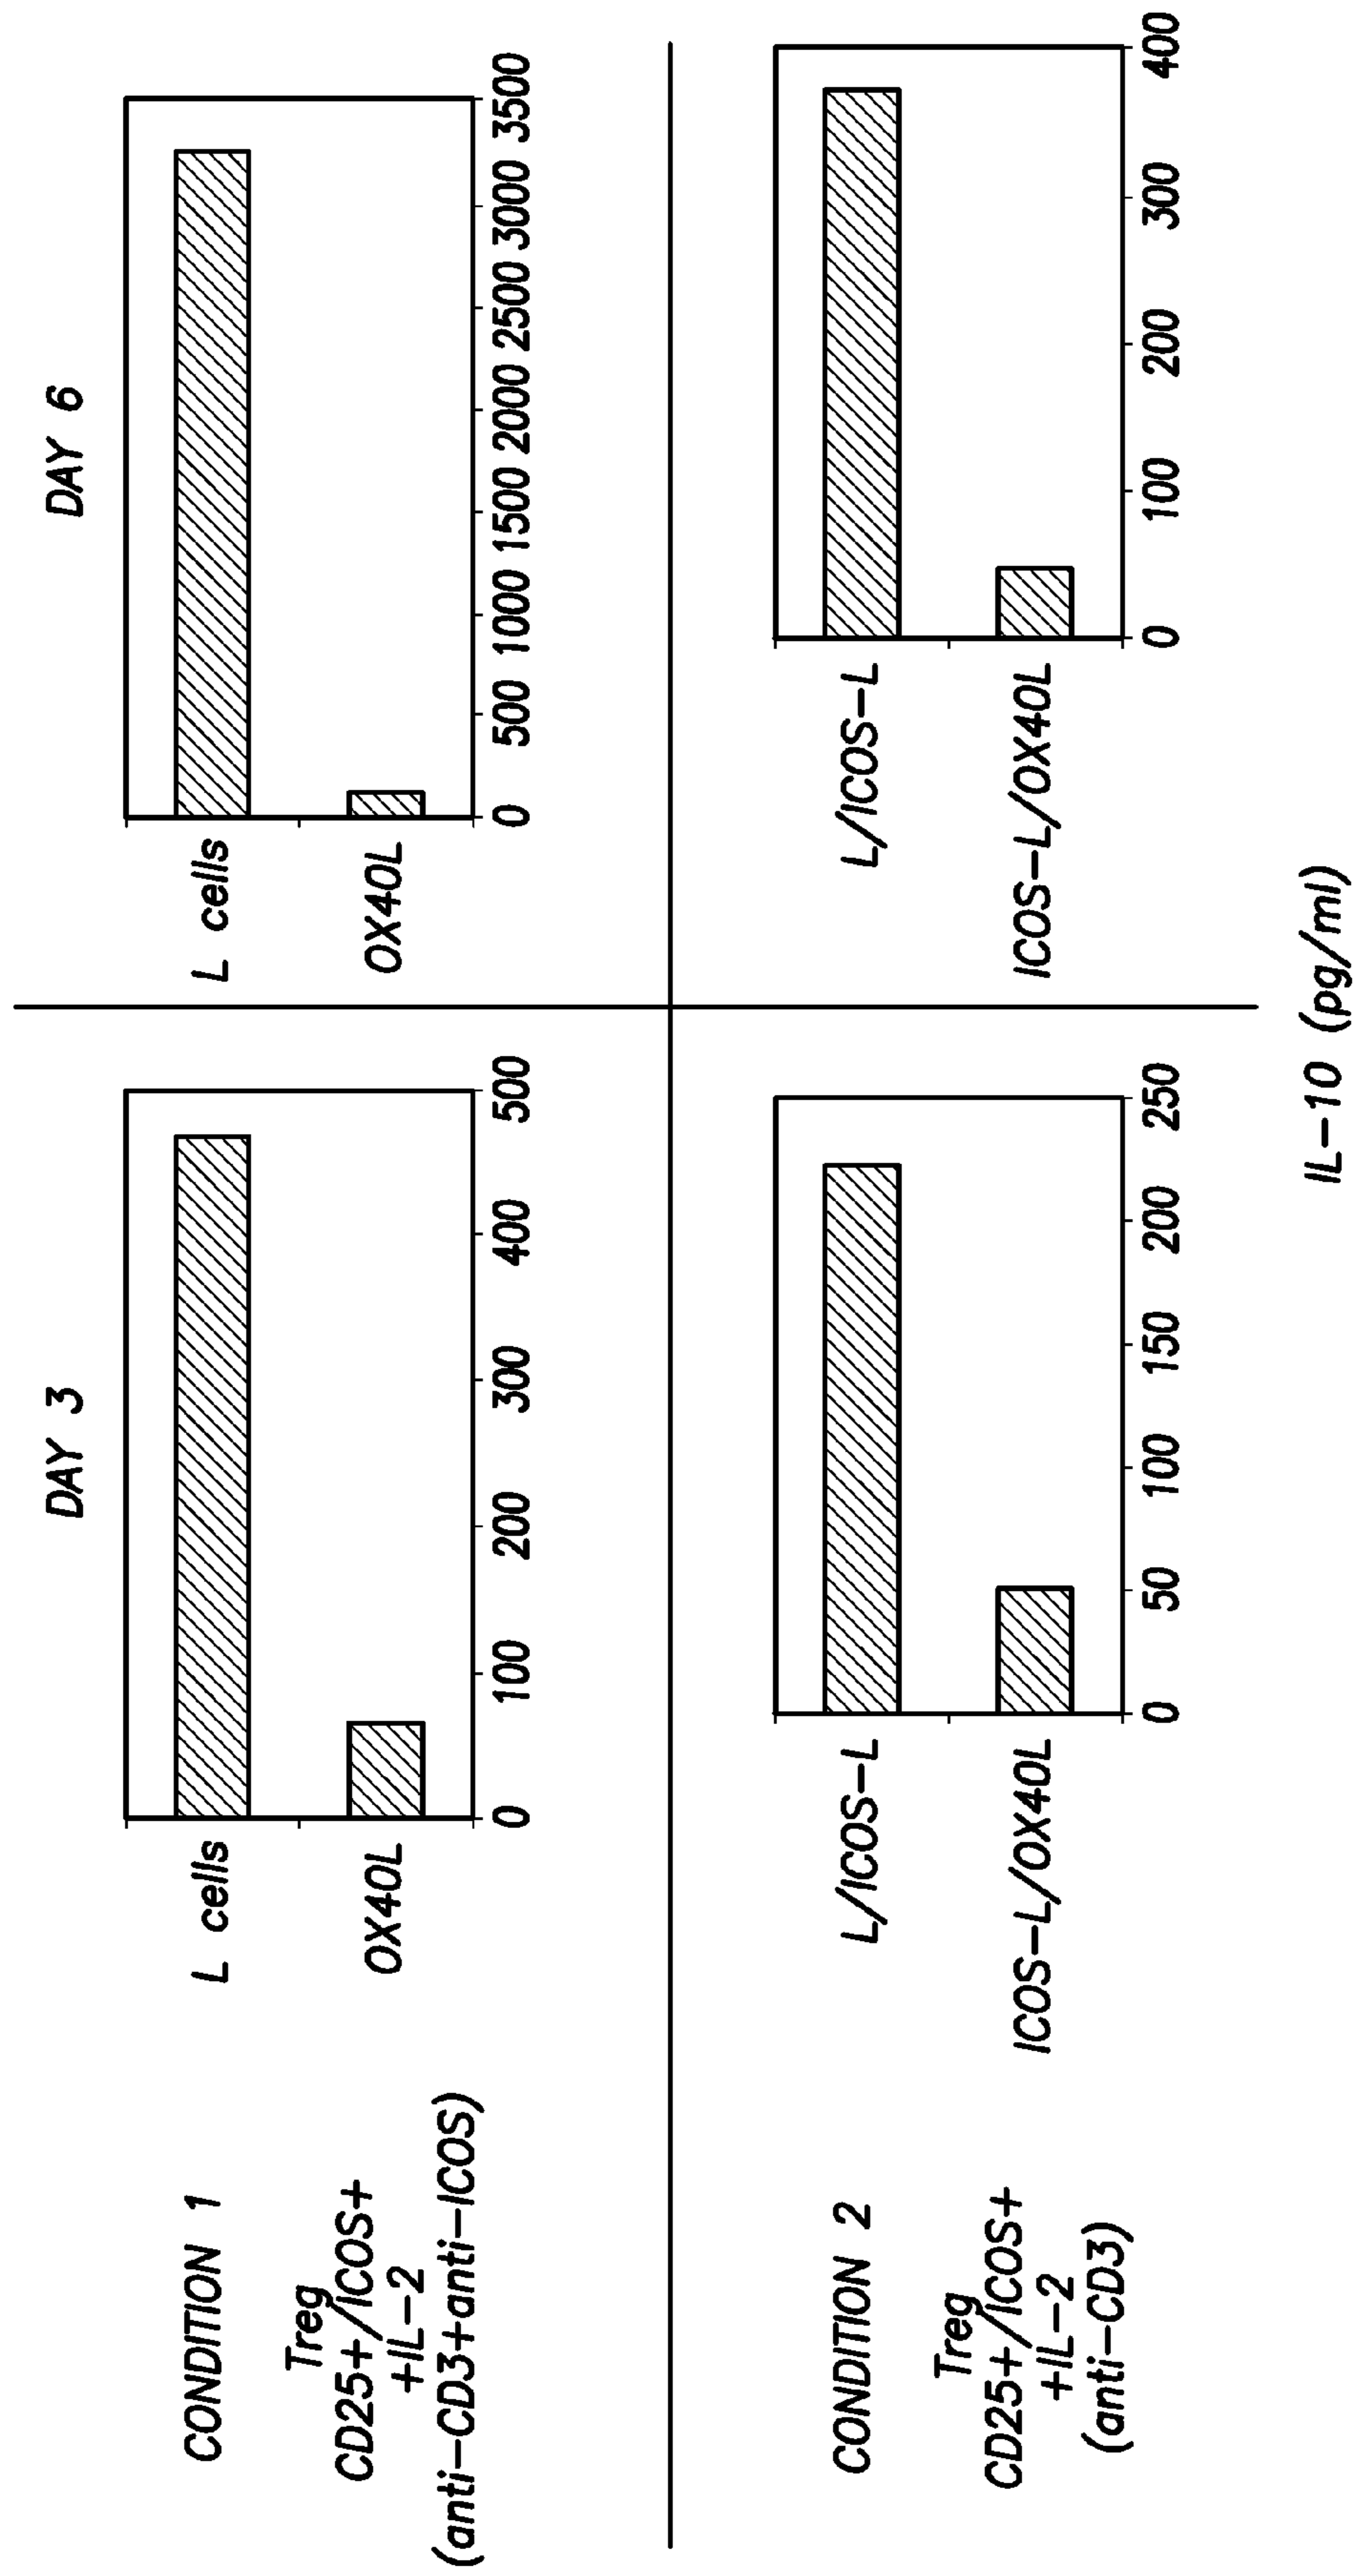 DAY 3
DAY 6
CONDITION 1
Treg
CD25+/ICOS+
+IL-2
(anti-CD3+anti-ICOS)
L cells
OX40L
0 100 200 300 400 500
L cells
OX40L
0 500 1000 1500 2000 2500 3000 3500
CONDITION 2
Treg
CD25+/ICOS+
+IL-2
(anti-CD3)
L/ICOS-L
ICOS-L/OX40L
0 50 100 150 200 250
L/ICOS-L
ICOS-L/OX40L
0 100 200 300 400
IL-10 (pg/ml)